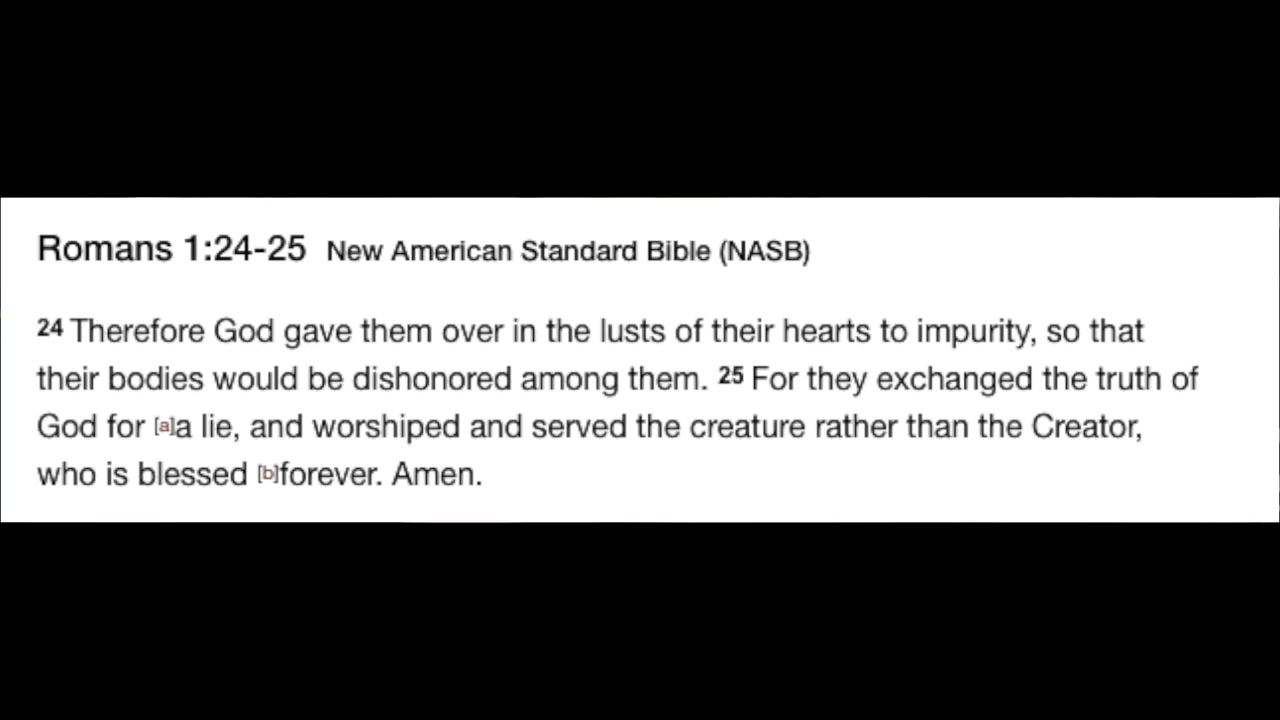 Romans 1:24-25 New American Standard Bible (NASB)
24 Therefore God gave them over in the lusts of their hearts to impurity, so that
their bodies would be dishonored among them. 25 For they exchanged the truth of
God for [a]a lie, and worshiped and served the creature rather than the Creator,
who is blessed [b]forever. Amen.